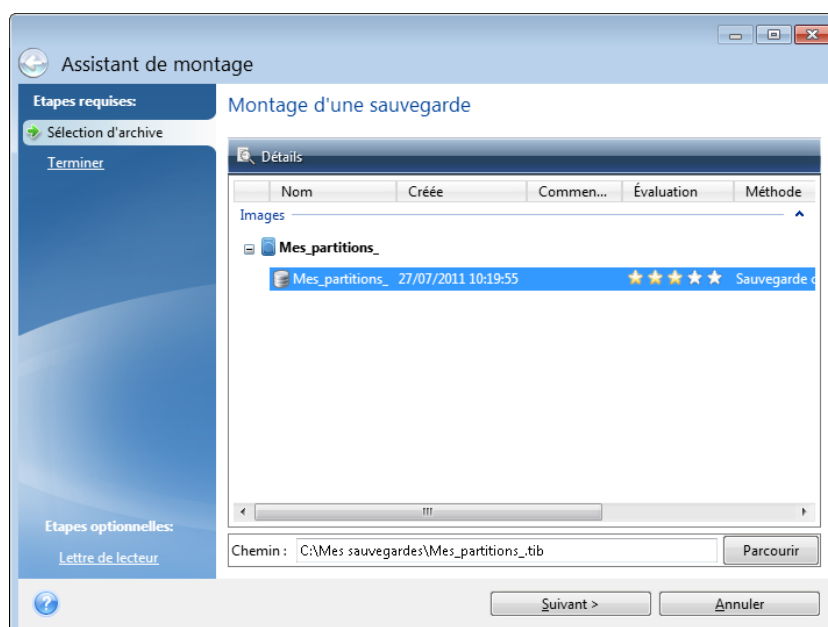 Assistant de montage
Etapes requises:
Sélection d'archive
Terminer
Montage d'une sauvegarde
Détails
Nom Créée Commen... Évaluation Méthode
Images
Mes_partitions_
Mes_partitions_ 27/07/2011 10:19:55 Sauvegarde
Etapes optionnelles:
Lettre de lecteur
Chemin : C:\Mes sauvegardes\Mes_partitions_.tib Parcourir
Suivant > Annuler